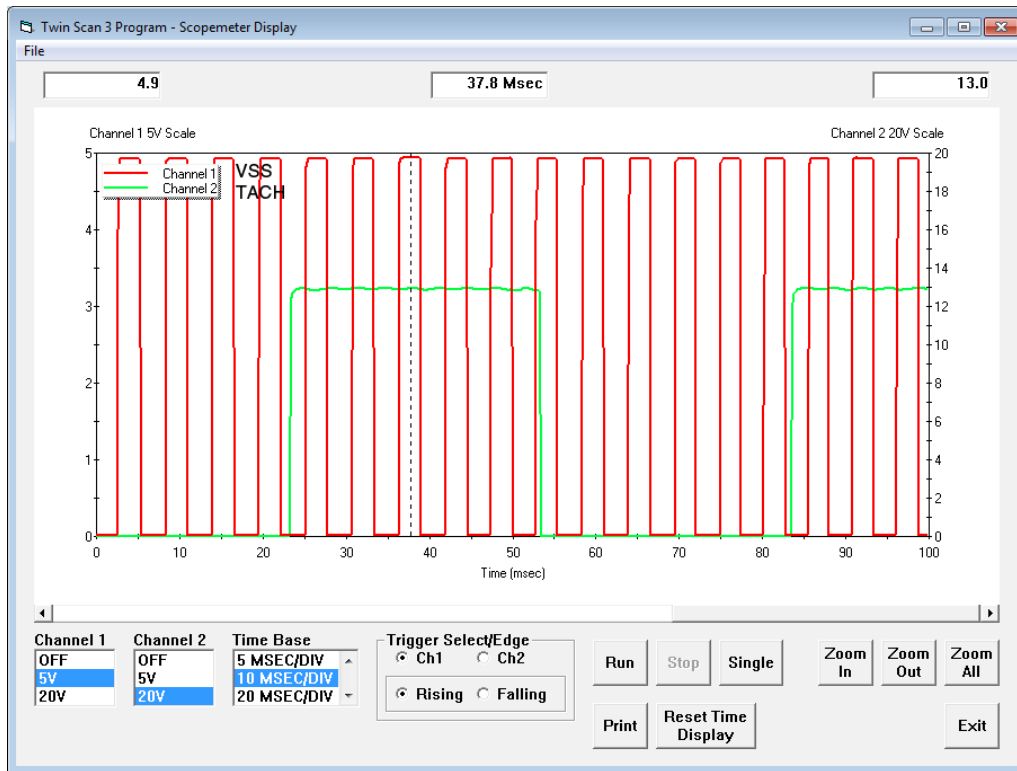 Twin Scan 3 Program - Scopemeter Display
File
4.9 37.8 Msec 13.0
Channel 1 5V Scale Channel 2 20V Scale
Channel 1 VSS
Channel 2 TACH
5
4
3
2
1
0
20
18
16
14
12
10
8
6
4
2
0
0 10 20 30 40 50 60 70 80 90 100
Time (msec)
Channel 1 Channel 2 Time Base Trigger Select/Edge
OFF OFF 5 MSEC/DIV Ch1 Ch2
5V 5V 10 MSEC/DIV
20V 20V 20 MSEC/DIV Rising Falling
Run Stop Single Zoom In Zoom Out Zoom All
Print Reset Time Display Exit